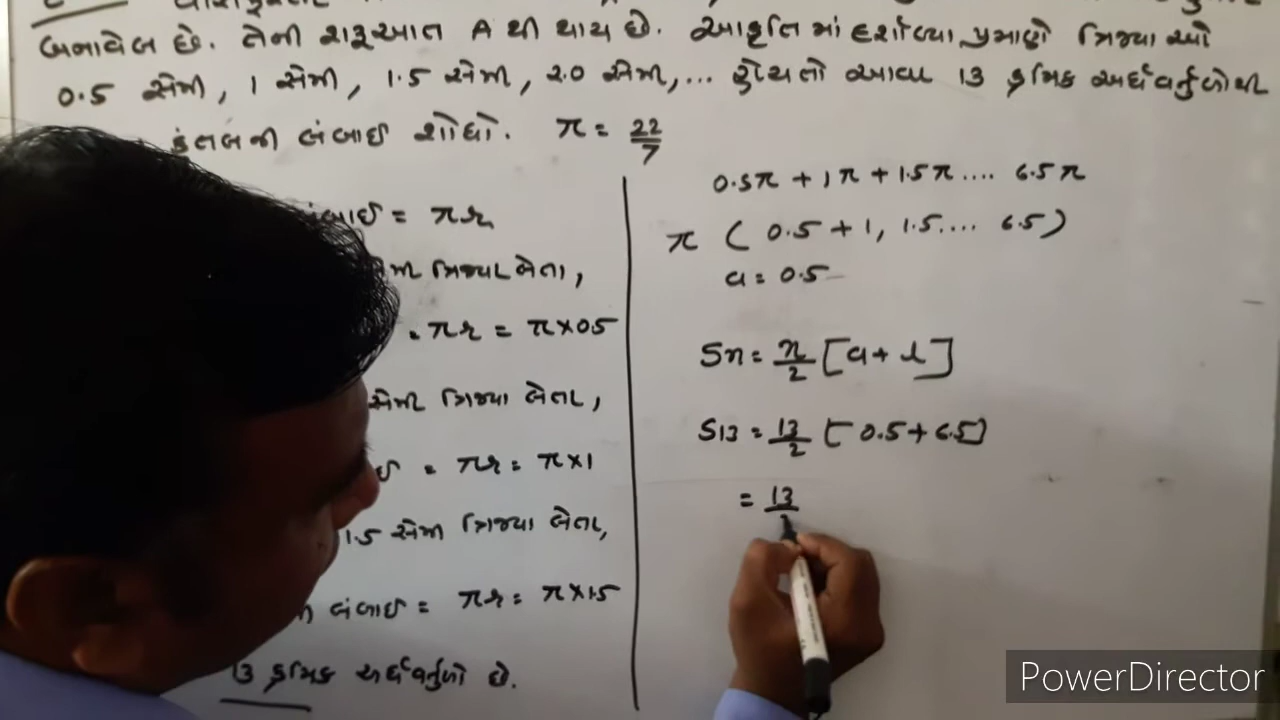 બનાવેલ છે. તેની શરૂઆત A થી થાય છે. આકૃતિ માં દર્શાવ્યા પ્રમાણે ત્રિજ્યા ઓ
0.5 સેમી, 1 સેમી, 1.5 સેમી, 2.0 સેમી,... હોય તો આવા 13 ક્રમિક અર્ધવર્તુળો થી
લંબાઈ શોધો. π = 22/7
= πr
ત્રિજ્યા લેતા,
= πr = π×0.5
સેમી ત્રિજ્યા લેતા,
= πr = π×1
1.5 સેમી ત્રિજ્યા લેતા,
લંબાઈ = πr = π×1.5
13 ક્રમિક અર્ધવર્તુળો છે.
0.5π + 1π + 1.5π .... 6.5π
π ( 0.5 + 1, 1.5.... 6.5)
a = 0.5
Sn = n/2 [a + l]
S13 = 13/2 [0.5 + 6.5]
= 13
PowerDirector